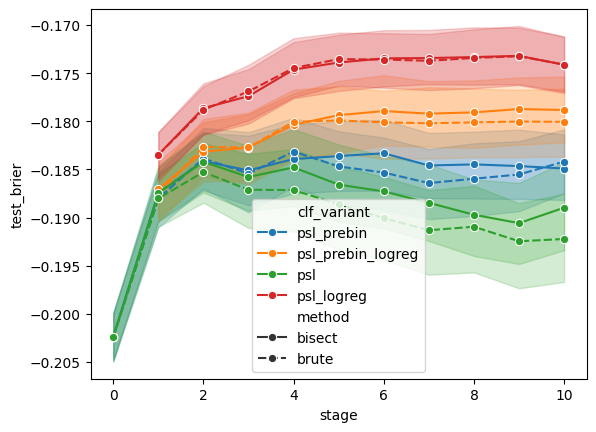 −0.170
−0.175
−0.180
−0.185
−0.190
−0.195
−0.200
−0.205
test_brier
clf_variant
psl_prebin
psl_prebin_logreg
psl
psl_logreg
method
bisect
brute
0 2 4 6 8 10
stage